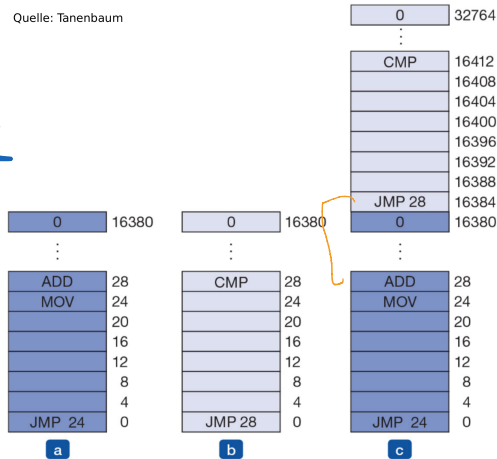 Quelle: Tanenbaum
0 32764
CMP 16412
16408
16404
16400
16396
16392
16388
JMP 28 16384
0 16380 0 16380 0 16380
ADD 28 CMP 28 ADD 28
MOV 24 24 MOV 24
20 20 20
16 16 16
12 12 12
8 8 8
4 4 4
JMP 24 0 JMP 28 0 JMP 24 0
a b c